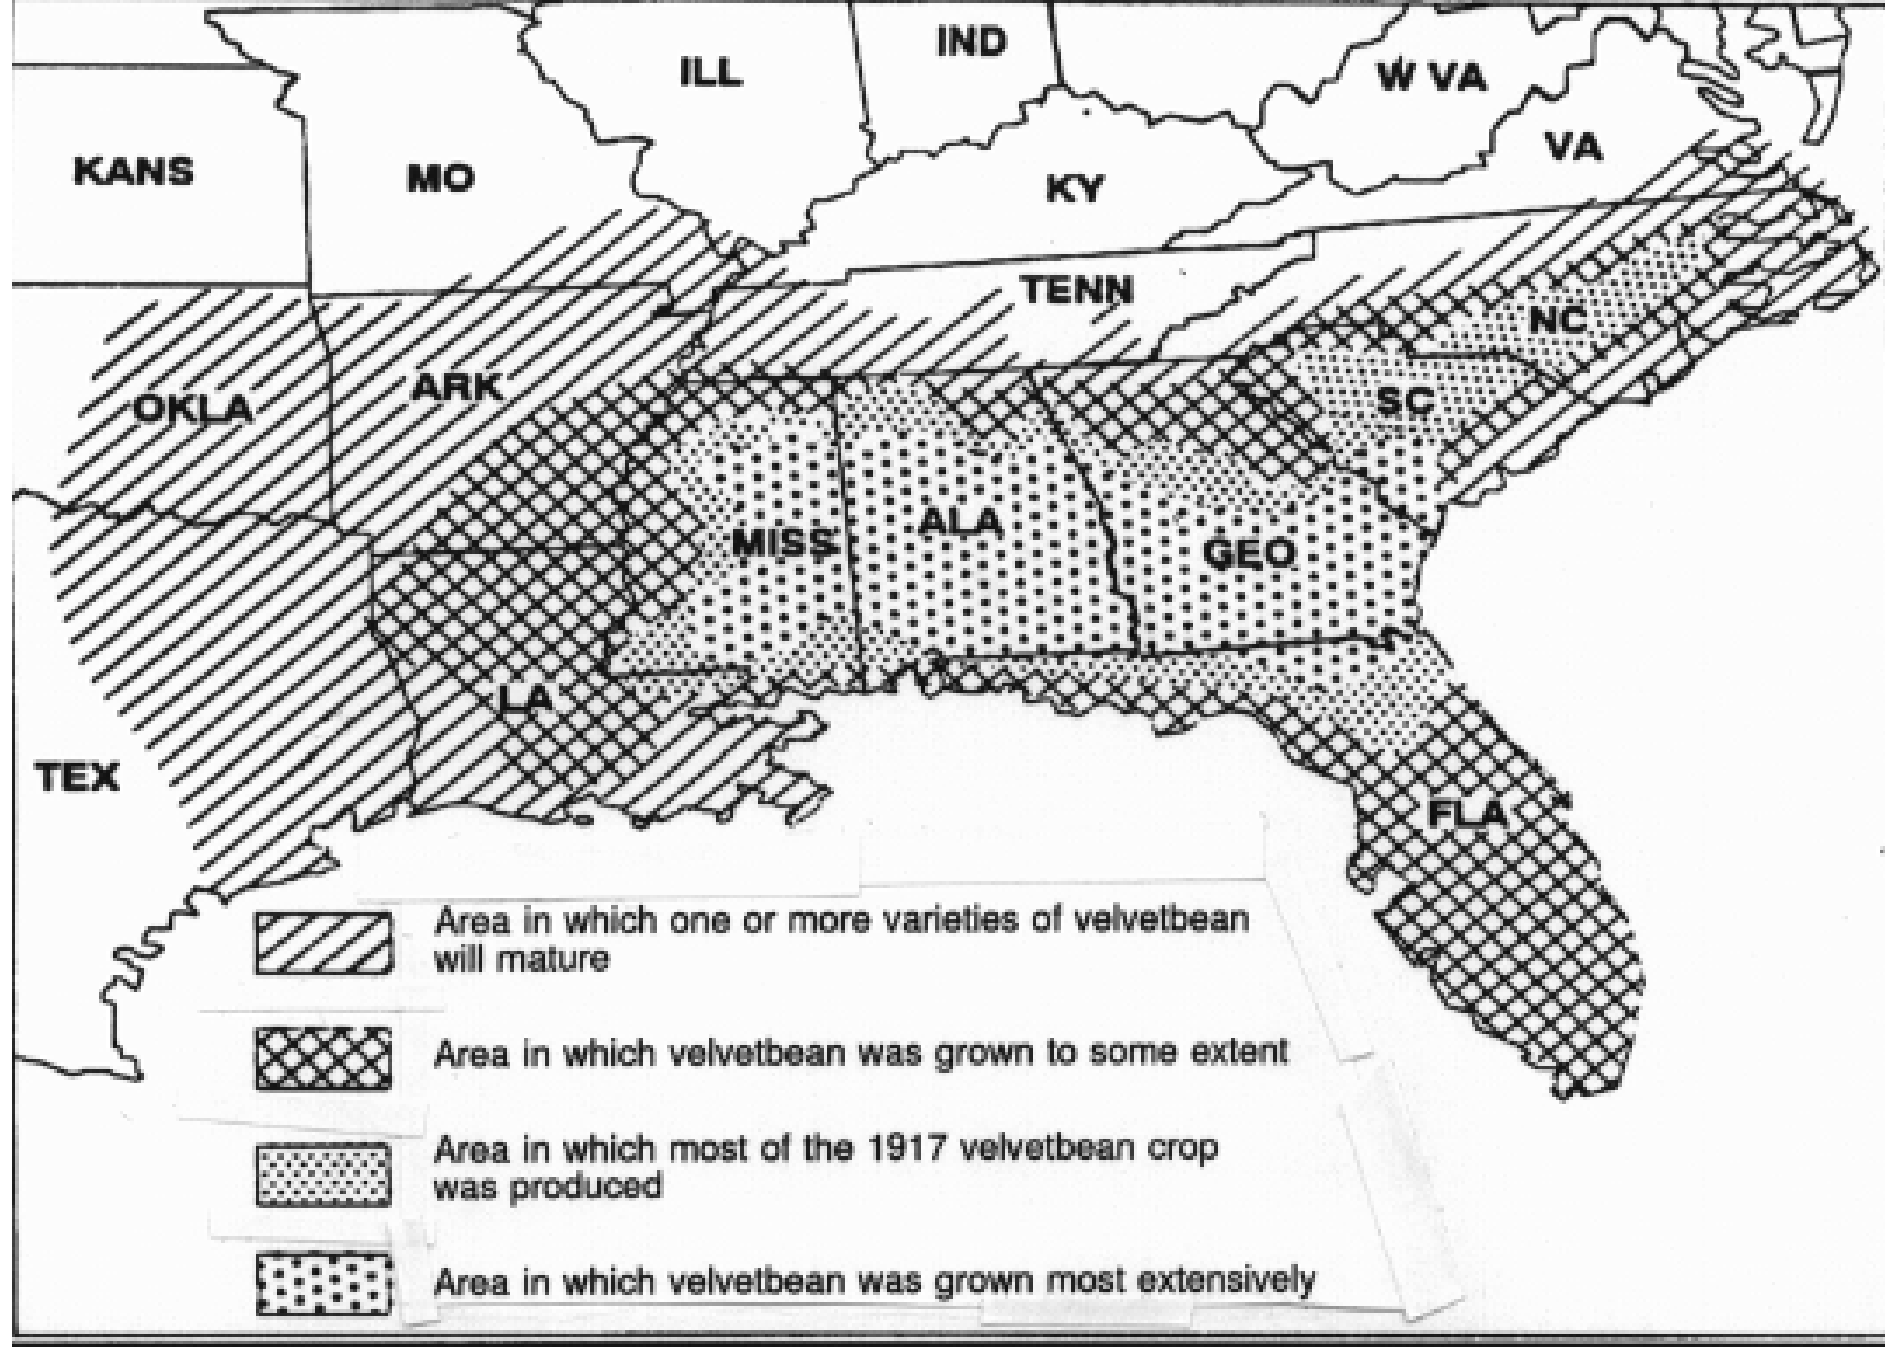 IND
ILL
W VA
VA
KANS
MO
KY
TENN
NC
ARK
OKLA
SC
ALA
MISS
GEO
LA
TEX
FLA
Area in which one or more varieties of velvetbean
will mature
Area in which velvetbean was grown to some extent
Area in which most of the 1917 velvetbean crop
was produced
Area in which velvetbean was grown most extensively